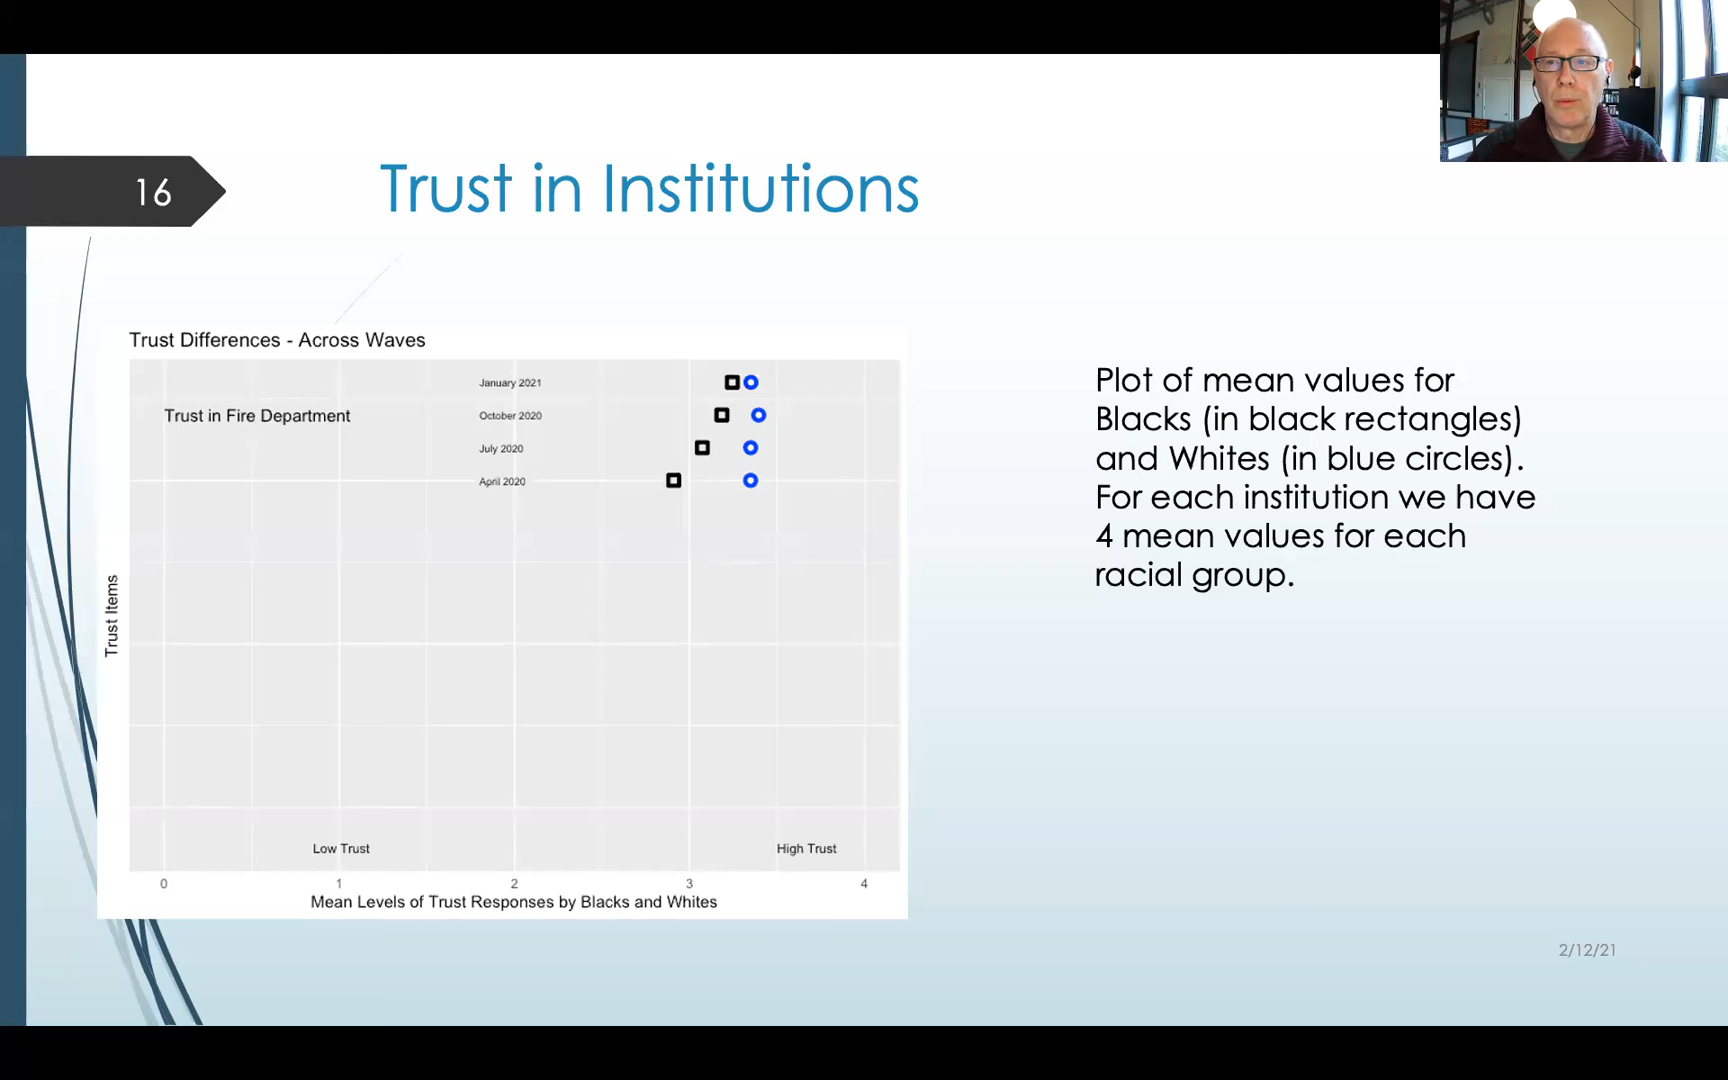 16
Trust in Institutions
Trust Differences - Across Waves
January 2021
Trust in Fire Department
October 2020
July 2020
April 2020
Trust Items
Low Trust
High Trust
0 1 2 3 4
Mean Levels of Trust Responses by Blacks and Whites
Plot of mean values for
Blacks (in black rectangles)
and Whites (in blue circles).
For each institution we have
4 mean values for each
racial group.
2/12/21